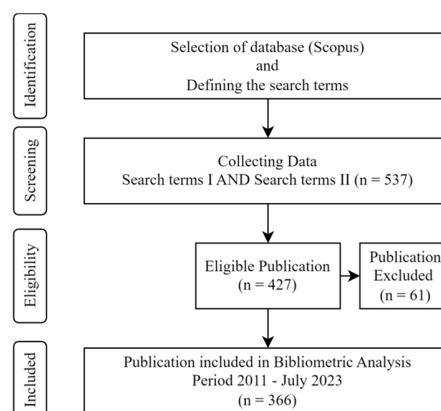 Identification
Selection of database (Scopus)
and
Defining the search terms
Screening
Collecting Data
Search terms I AND Search terms II (n = 537)
Eligibility
Eligible Publication
(n = 427)
Publication
Excluded
(n = 61)
Included
Publication included in Bibliometric Analysis
Period 2011 - July 2023
(n = 366)